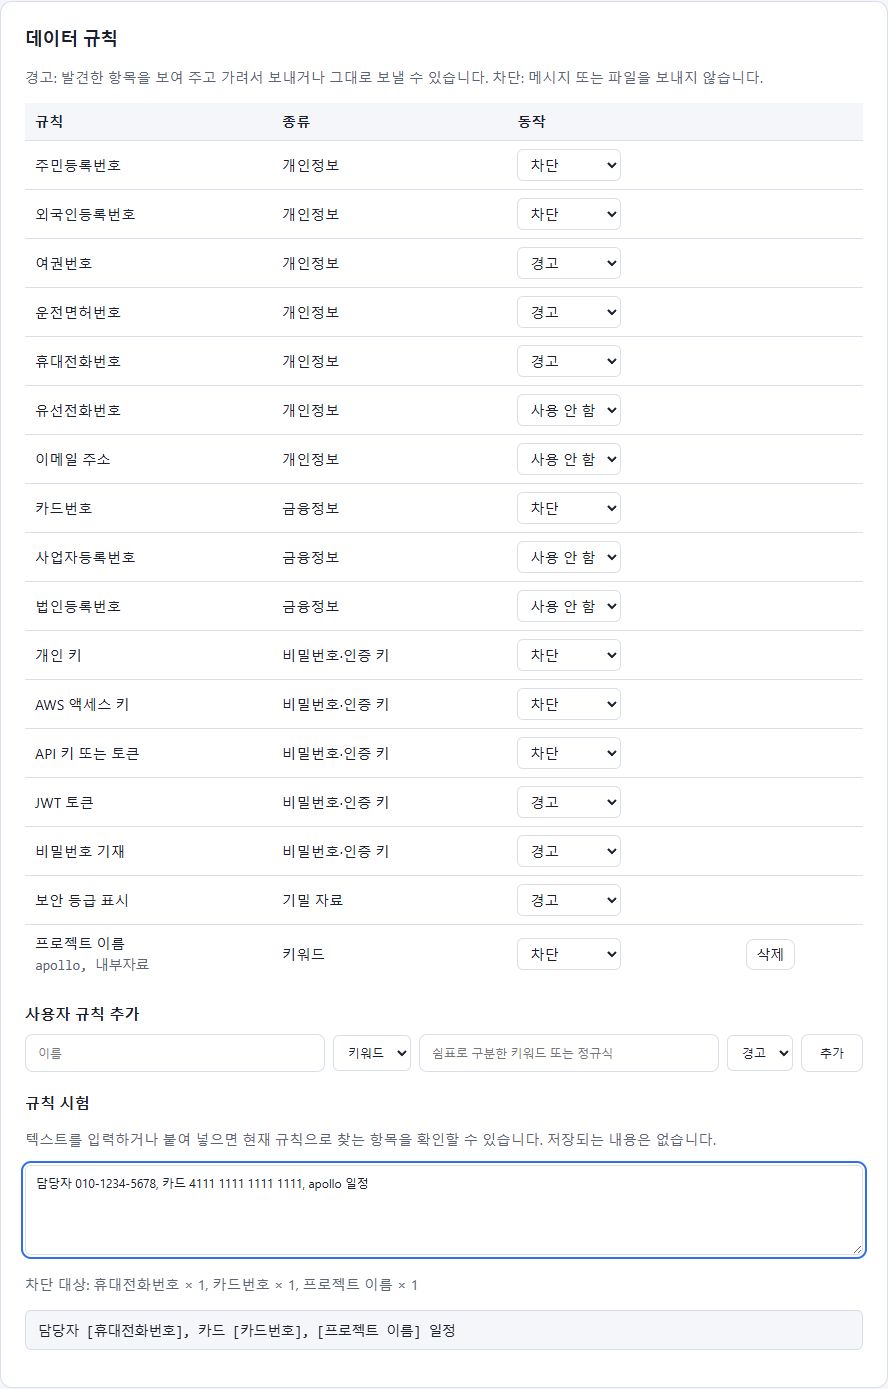 데이터 규칙
경고: 발견한 항목을 보여 주고 가려서 보내거나 그대로 보낼 수 있습니다. 차단: 메시지 또는 파일을 보내지 않습니다.
규칙 종류 동작
주민등록번호 개인정보 차단
외국인등록번호 개인정보 차단
여권번호 개인정보 경고
운전면허번호 개인정보 경고
휴대전화번호 개인정보 경고
유선전화번호 개인정보 사용 안 함
이메일 주소 개인정보 사용 안 함
카드번호 금융정보 차단
사업자등록번호 금융정보 사용 안 함
법인등록번호 금융정보 사용 안 함
개인 키 비밀번호·인증 키 차단
AWS 액세스 키 비밀번호·인증 키 차단
API 키 또는 토큰 비밀번호·인증 키 차단
JWT 토큰 비밀번호·인증 키 경고
비밀번호 기재 비밀번호·인증 키 경고
보안 등급 표시 기밀 자료 경고
프로젝트 이름 키워드 차단 삭제
apollo, 내부자료
사용자 규칙 추가
이름 키워드 쉼표로 구분한 키워드 또는 정규식 경고 추가
규칙 시험
텍스트를 입력하거나 붙여 넣으면 현재 규칙으로 찾는 항목을 확인할 수 있습니다. 저장되는 내용은 없습니다.
담당자 010-1234-5678, 카드 4111 1111 1111 1111, apollo 일정
차단 대상: 휴대전화번호 × 1, 카드번호 × 1, 프로젝트 이름 × 1
담당자 [휴대전화번호], 카드 [카드번호], [프로젝트 이름] 일정